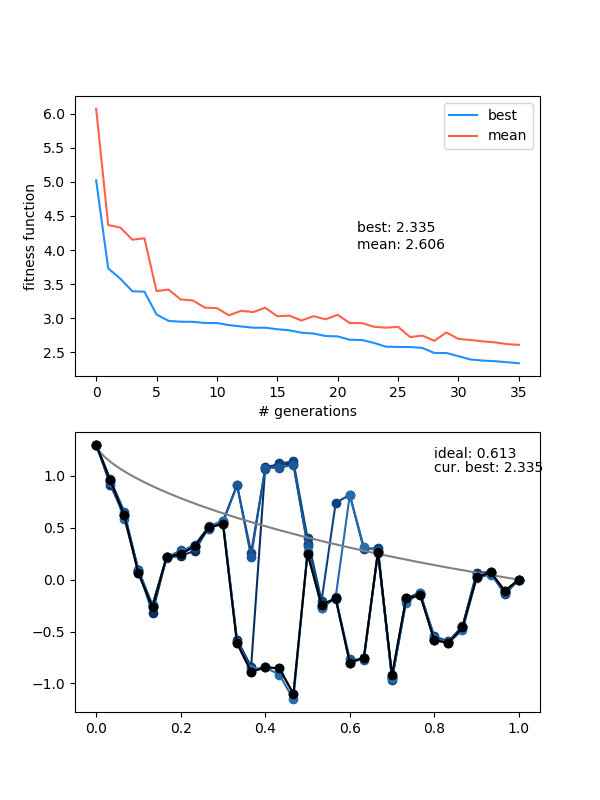 6.0
5.5
5.0
4.5
4.0
3.5
3.0
2.5
fitness function
best
mean
best: 2.335
mean: 2.606
0 5 10 15 20 25 30 35
# generations
1.0
0.5
0.0
−0.5
−1.0
ideal: 0.613
cur. best: 2.335
0.0 0.2 0.4 0.6 0.8 1.0